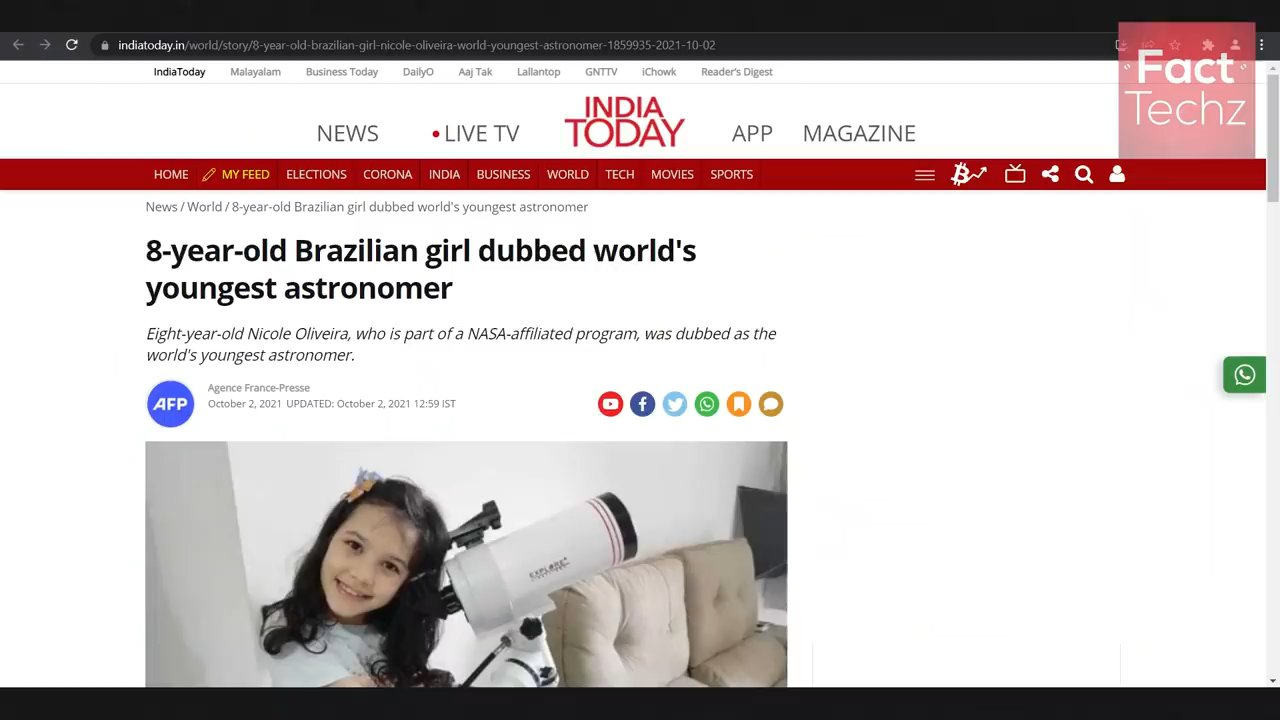 indiatoday.in/world/story/8-year-old-brazilian-girl-nicole-oliveira-world-youngest-astronomer-1859935-2021-10-02
Fact
Techz
IndiaToday Malayalam Business Today DailyO Aaj Tak Lallantop GNTTV iChowk Reader's Digest
NEWS • LIVE TV INDIA TODAY APP MAGAZINE
HOME MY FEED ELECTIONS CORONA INDIA BUSINESS WORLD TECH MOVIES SPORTS
News / World / 8-year-old Brazilian girl dubbed world's youngest astronomer
8-year-old Brazilian girl dubbed world's
youngest astronomer
Eight-year-old Nicole Oliveira, who is part of a NASA-affiliated program, was dubbed as the
world's youngest astronomer.
AFP
Agence France-Presse
October 2, 2021 UPDATED: October 2, 2021 12:59 IST
EXPLORE